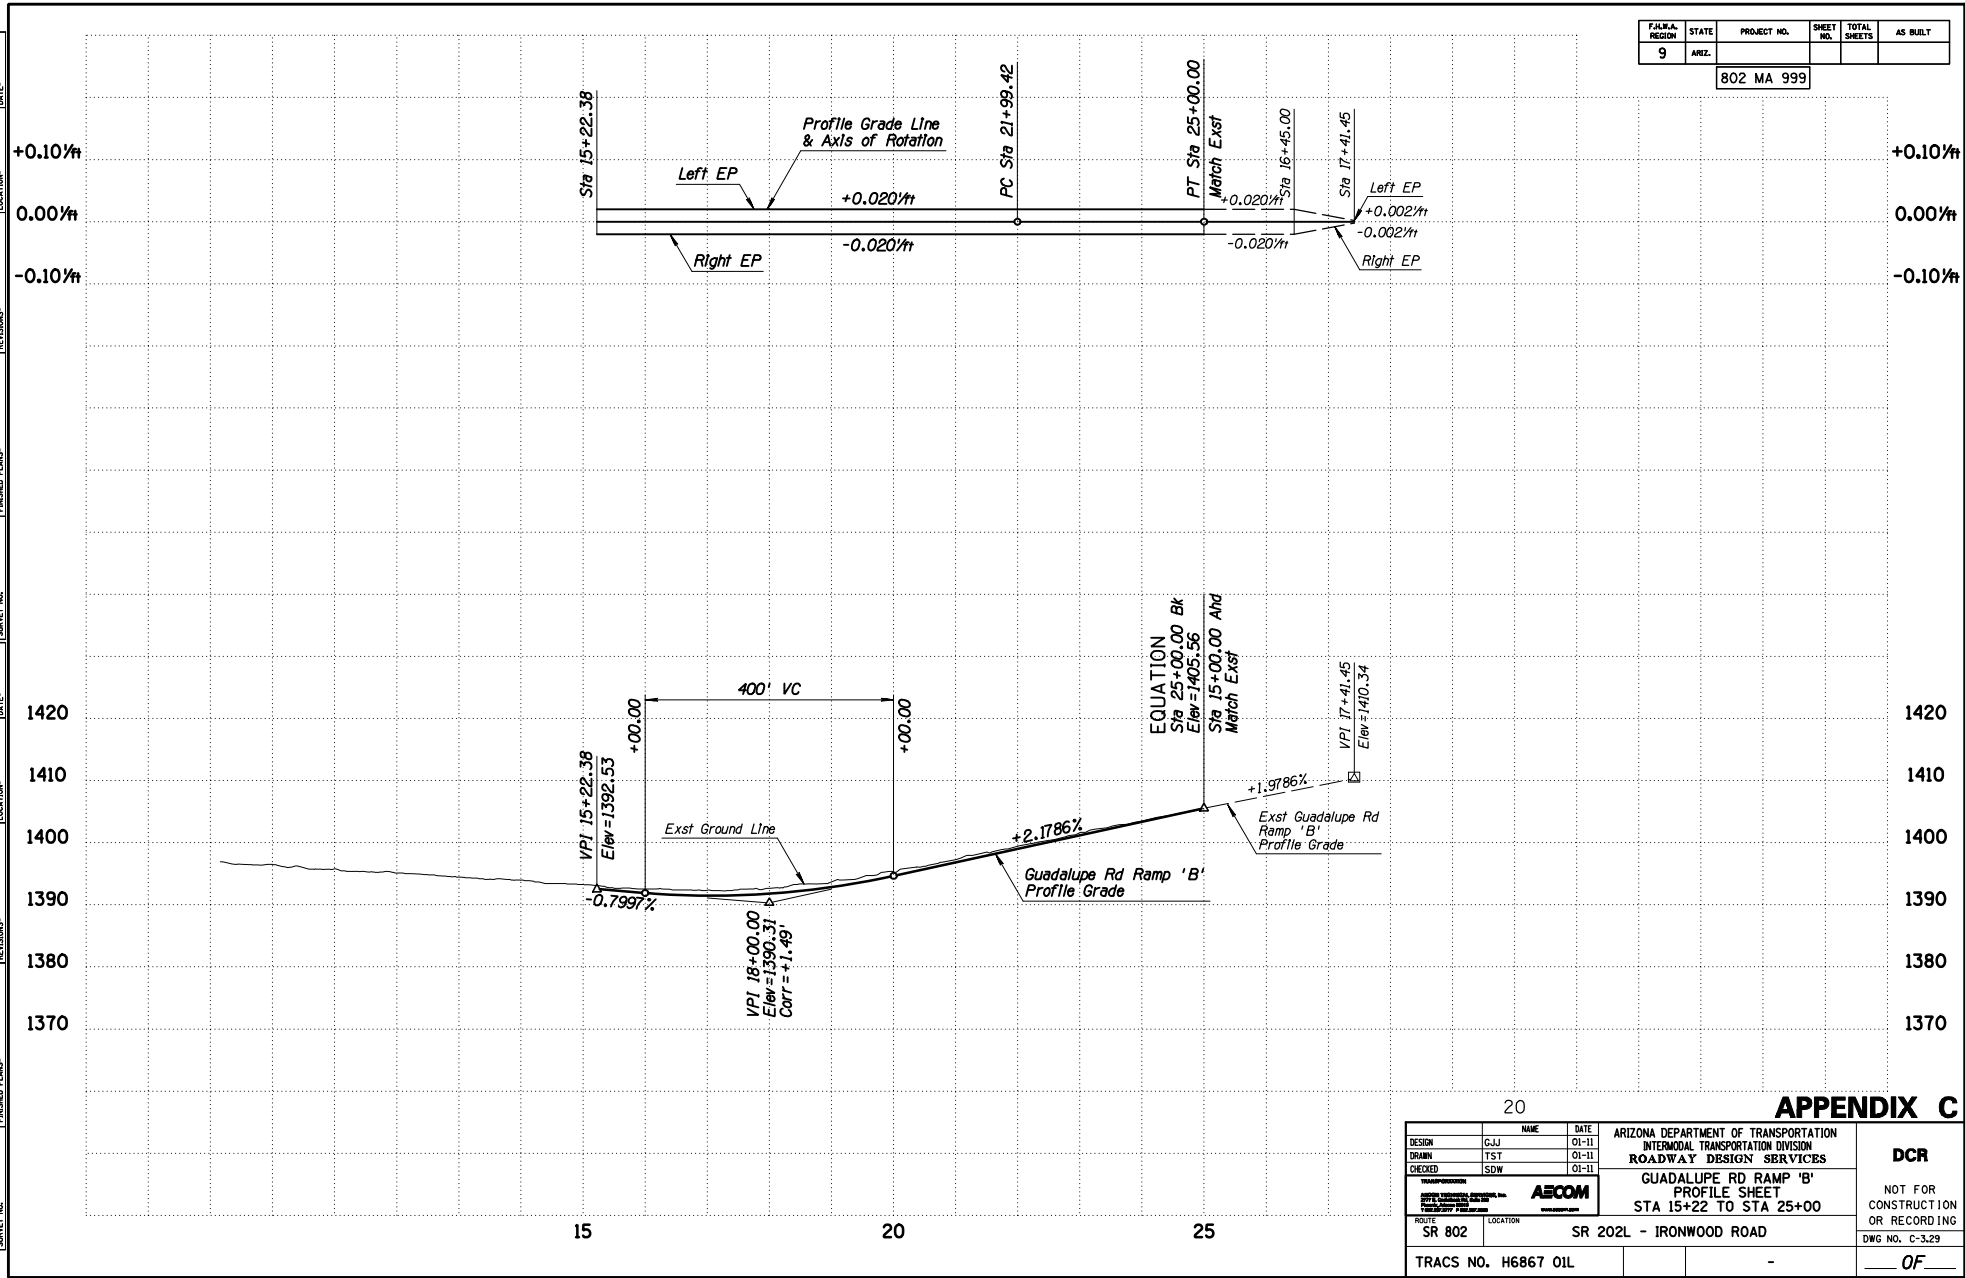 F.H.W.A. REGION STATE PROJECT NO. SHEET NO. TOTAL SHEETS AS BUILT
9 ARIZ.
802 MA 999
+0.10'/ft
0.00'/ft
-0.10'/ft
+0.10'/ft
0.00'/ft
-0.10'/ft
Sta 15+22.38
Left EP
Profile Grade Line
& Axis of Rotation
+0.020'/ft
-0.020'/ft
Right EP
PC Sta 21+99.42
PT Sta 25+00.00
Match Exst
+0.020'/ft
-0.020'/ft
Sta 16+45.00
Sta 17+41.45
Left EP
+0.002'/ft
-0.002'/ft
Right EP
1420
1410
1400
1390
1380
1370
1420
1410
1400
1390
1380
1370
400' VC
+00.00
+00.00
VPI 15+22.38
Elev=1392.53
Exst Ground Line
-0.7997%
VPI 18+00.00
Elev=1390.31
Corr=+1.49'
+2.1786%
Guadalupe Rd Ramp 'B'
Profile Grade
EQUATION
Sta 25+00.00 Bk
Elev=1405.56
Sta 15+00.00 Ahd
Match Exst
+1.9786%
Exst Guadalupe Rd
Ramp 'B'
Profile Grade
VPI 17+41.45
Elev=1410.34
15
20
25
20
APPENDIX C
NAME DATE
DESIGN GJJ 01-11
DRAWN TST 01-11
CHECKED SDW 01-11
ARIZONA DEPARTMENT OF TRANSPORTATION
INTERMODAL TRANSPORTATION DIVISION
ROADWAY DESIGN SERVICES
DCR
TRANSPORTATION
AECOM
GUADALUPE RD RAMP 'B'
PROFILE SHEET
STA 15+22 TO STA 25+00
NOT FOR
CONSTRUCTION
OR RECORDING
ROUTE
SR 802
LOCATION
SR 202L - IRONWOOD ROAD
DWG NO. C-3.29
TRACS NO. H6867 01L
-
OF